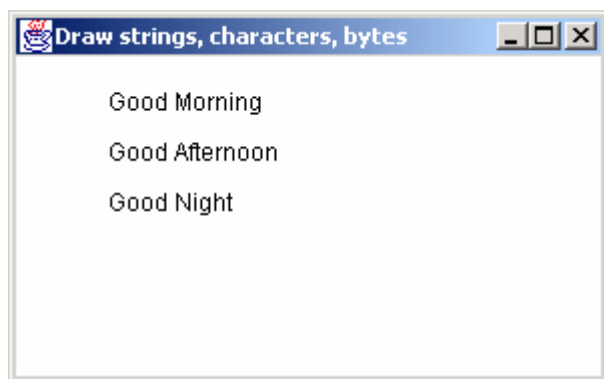 Draw strings, characters, bytes
Good Morning
Good Afternoon
Good Night